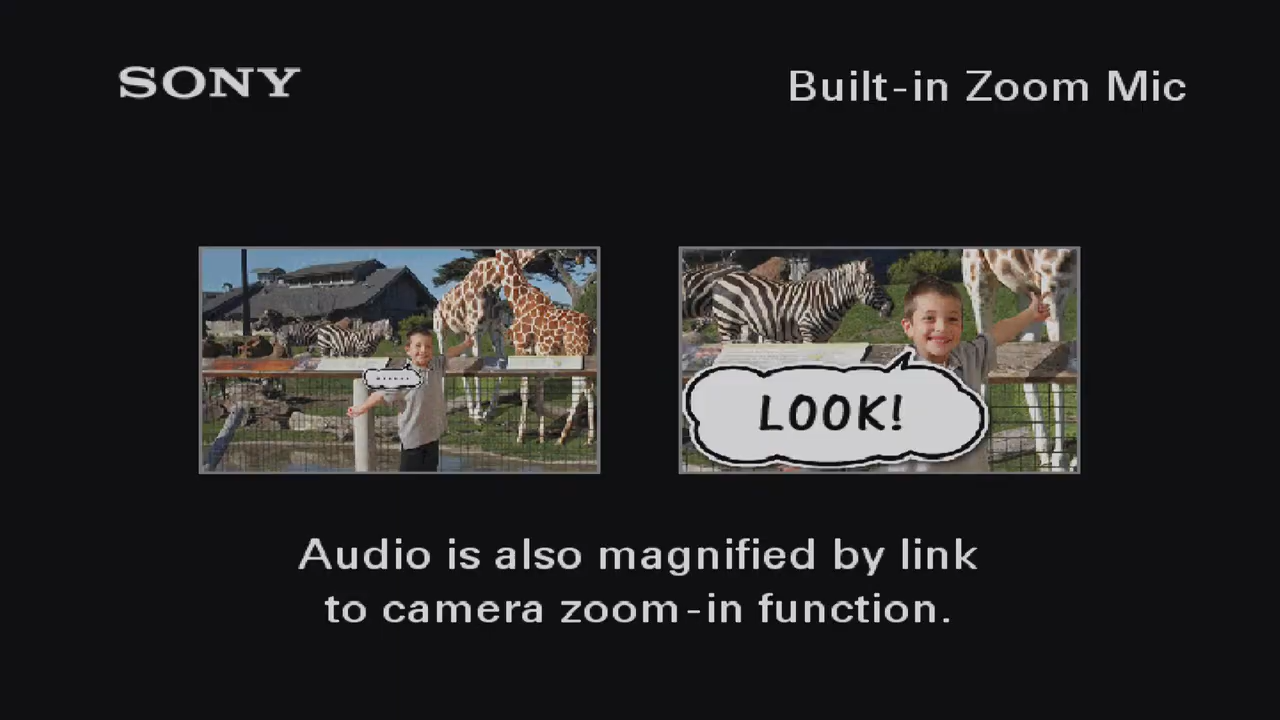 SONY
Built-in Zoom Mic
......
LOOK!
Audio is also magnified by link
to camera zoom-in function.